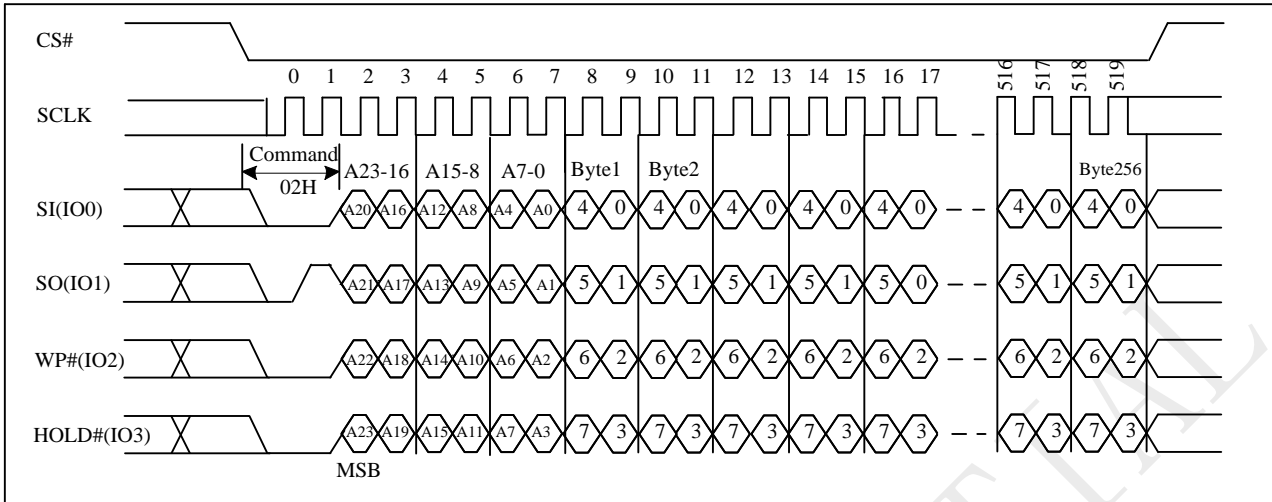 CS#
0 1 2 3 4 5 6 7 8 9 10 11 12 13 14 15 16 17 516 517 518 519
SCLK
Command
02H
A23-16 A15-8 A7-0 Byte1 Byte2 Byte256
SI(IO0) A20 A16 A12 A8 A4 A0 4 0 4 0 4 0 4 0 4 0 4 0 4 0
SO(IO1) A21 A17 A13 A9 A5 A1 5 1 5 1 5 1 5 1 5 0 5 1 5 1
WP#(IO2) A22 A18 A14 A10 A6 A2 6 2 6 2 6 2 6 2 6 2 6 2 6 2
HOLD#(IO3) A23 A19 A15 A11 A7 A3 7 3 7 3 7 3 7 3 7 3 7 3 7 3
MSB